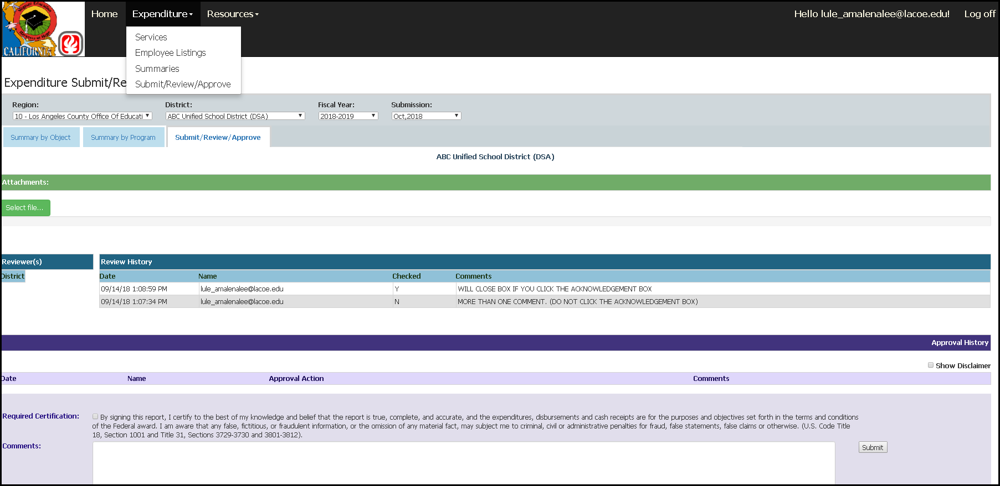 Migrant Education
CALIFORNIA
Home Expenditure Resources Hello lule_amalenalee@lacoe.edu! Log off
Services
Employee Listings
Summaries
Submit/Review/Approve
Expenditure Submit/Re
Region: District: Fiscal Year: Submission:
10 - Los Angeles County Office Of Educati ABC Unified School District (DSA) 2018-2019 Oct,2018
Summary by Object Summary by Program Submit/Review/Approve
ABC Unified School District (DSA)
Attachments:
Select file...
Reviewer(s) Review History
District Date Name Checked Comments
09/14/18 1:08:59 PM lule_amalenalee@lacoe.edu Y WILL CLOSE BOX IF YOU CLICK THE ACKNOWLEDGEMENT BOX
09/14/18 1:07:34 PM lule_amalenalee@lacoe.edu N MORE THAN ONE COMMENT. (DO NOT CLICK THE ACKNOWLEDGEMENT BOX)
Approval History
Show Disclaimer
Date Name Approval Action Comments
Required Certification: By signing this report, I certify to the best of my knowledge and belief that the report is true, complete, and accurate, and the expenditures, disbursements and cash receipts are for the purposes and objectives set forth in the terms and conditions
of the Federal award. I am aware that any false, fictitious, or fraudulent information, or the omission of any material fact, may subject me to criminal, civil or administrative penalties for fraud, false statements, false claims or otherwise. (U.S. Code Title
18, Section 1001 and Title 31, Sections 3729-3730 and 3801-3812).
Comments: Submit